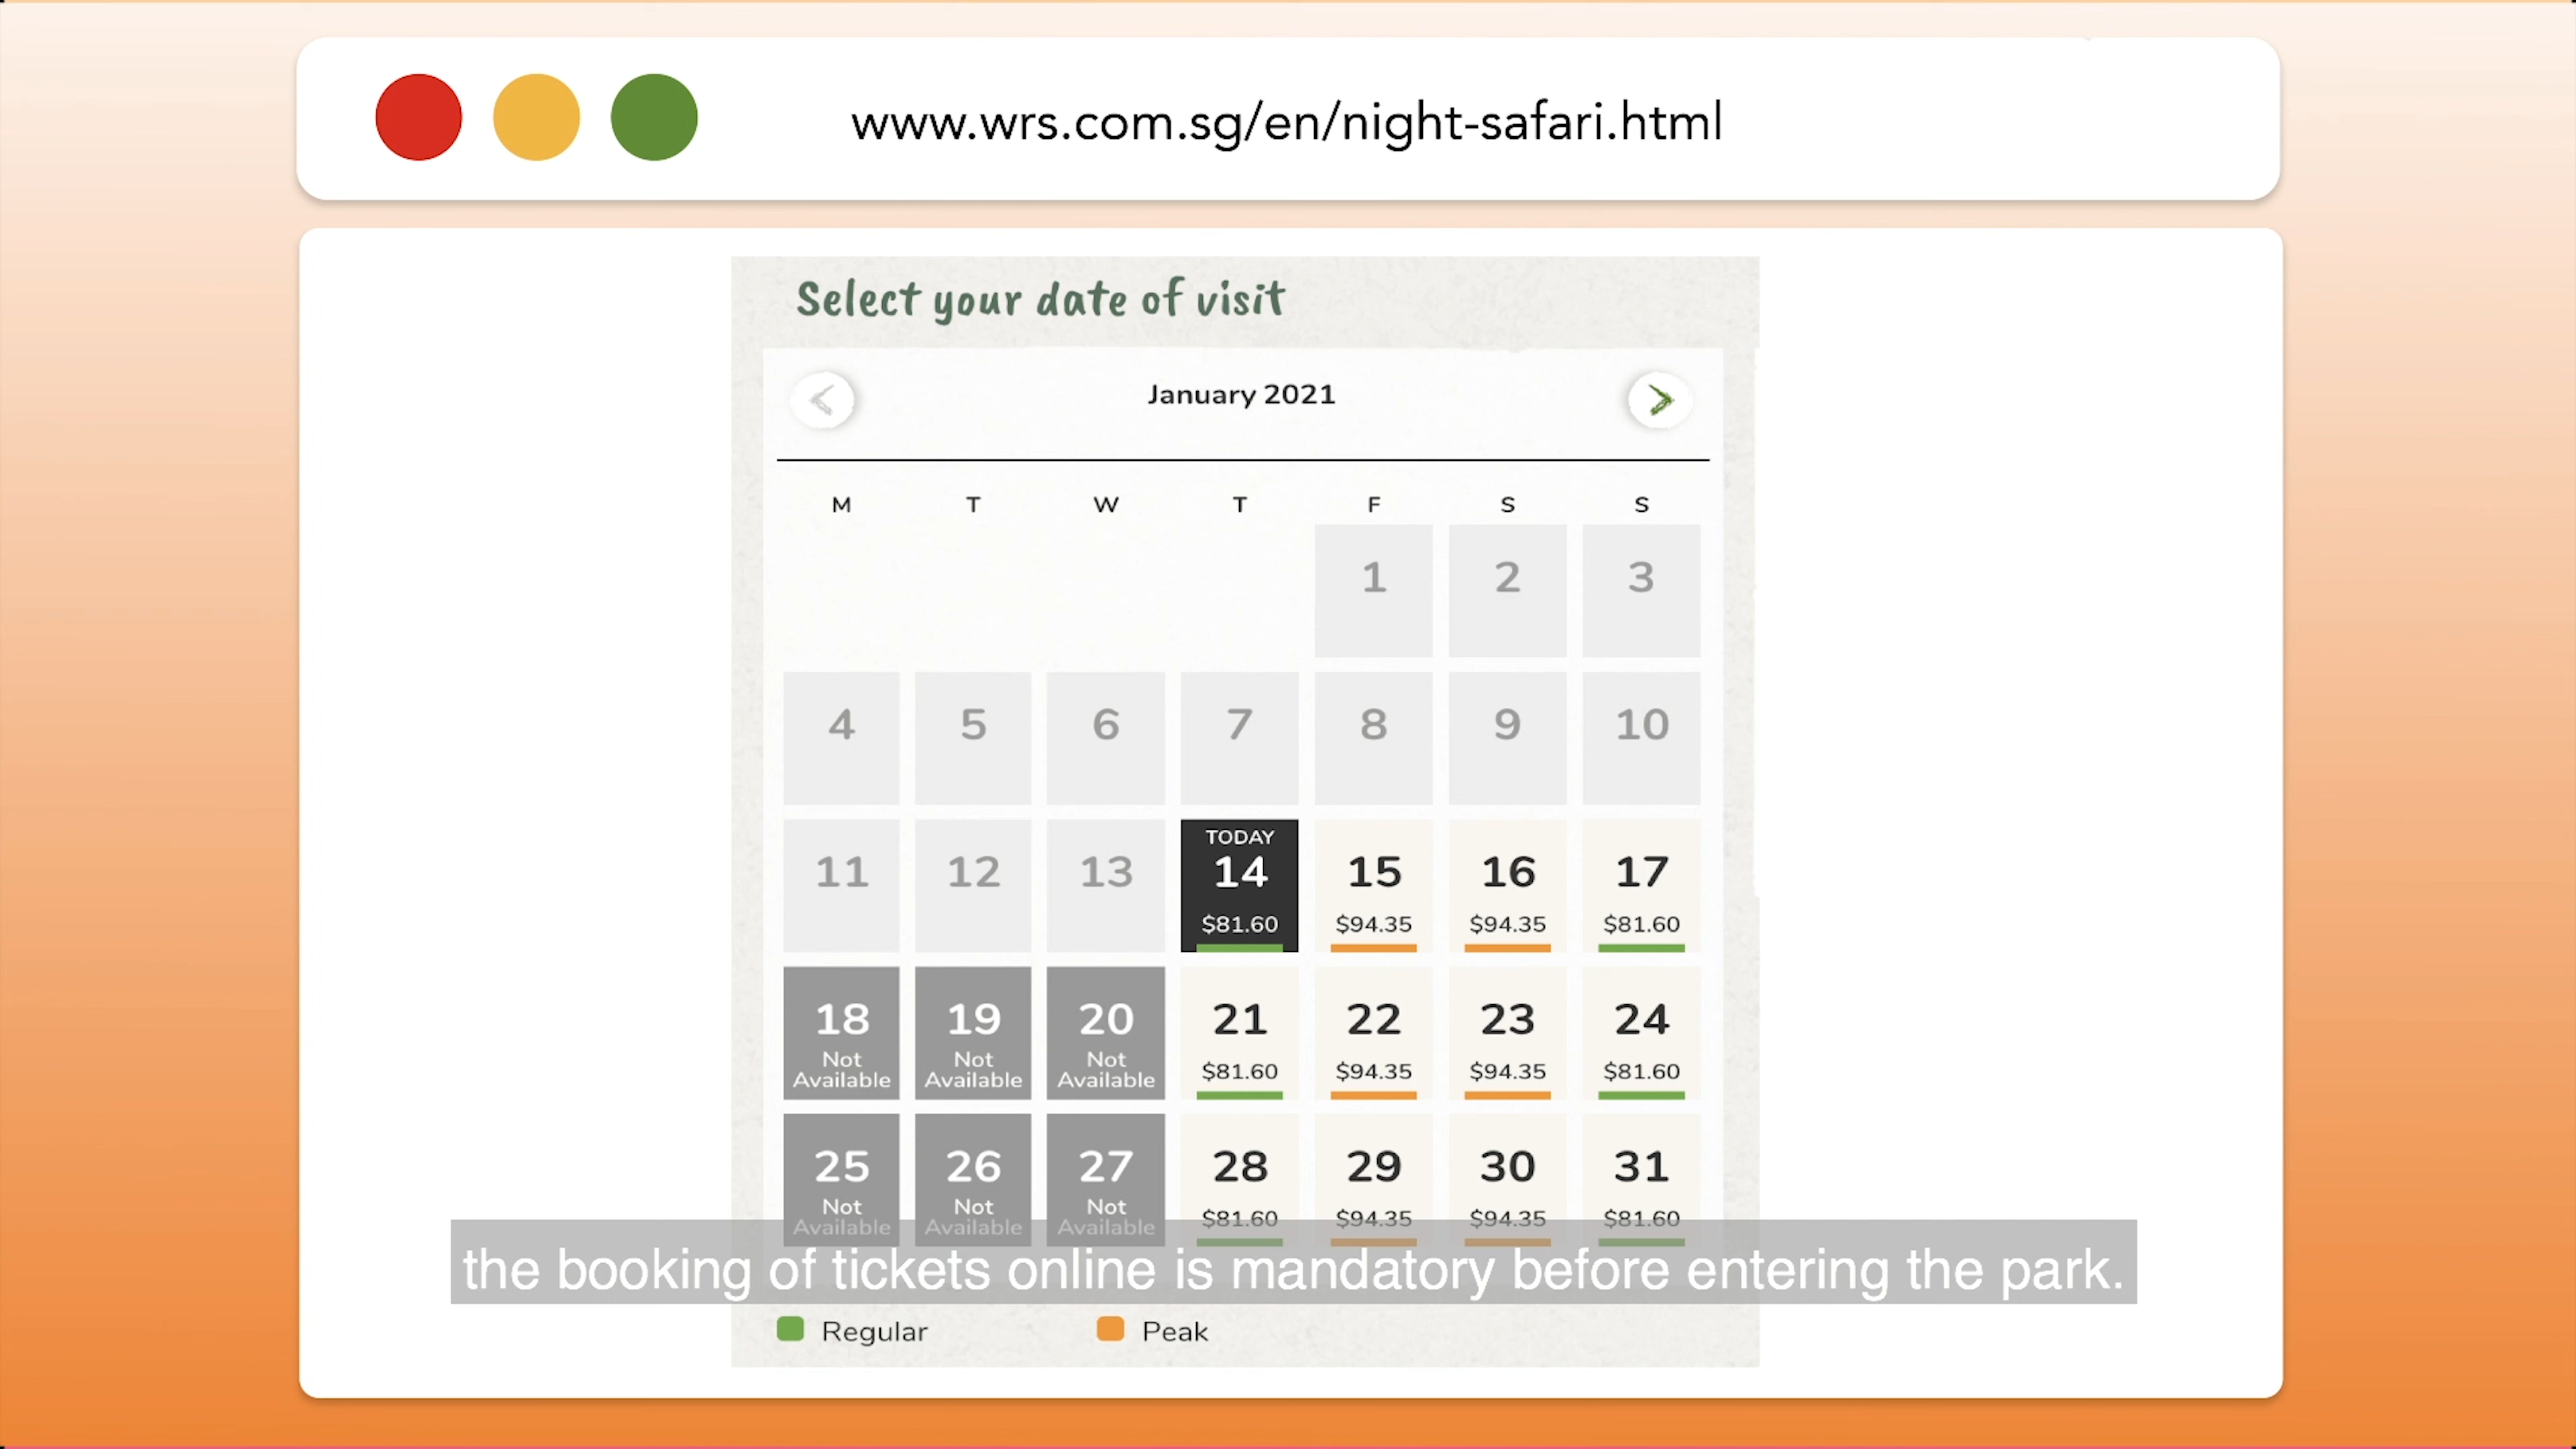 www.wrs.com.sg/en/night-safari.html
Select your date of visit
January 2021
M T W T F S S
1 2 3
4 5 6 7 8 9 10
TODAY
11 12 13 14 15 16 17
$81.60 $94.35 $94.35 $81.60
18 19 20 21 22 23 24
Not Not Not
Available Available Available $81.60 $94.35 $94.35 $81.60
25 26 27 28 29 30 31
Not Not Not
Available Available Available $81.60 $94.35 $94.35 $81.60
the booking of tickets online is mandatory before entering the park.
Regular Peak